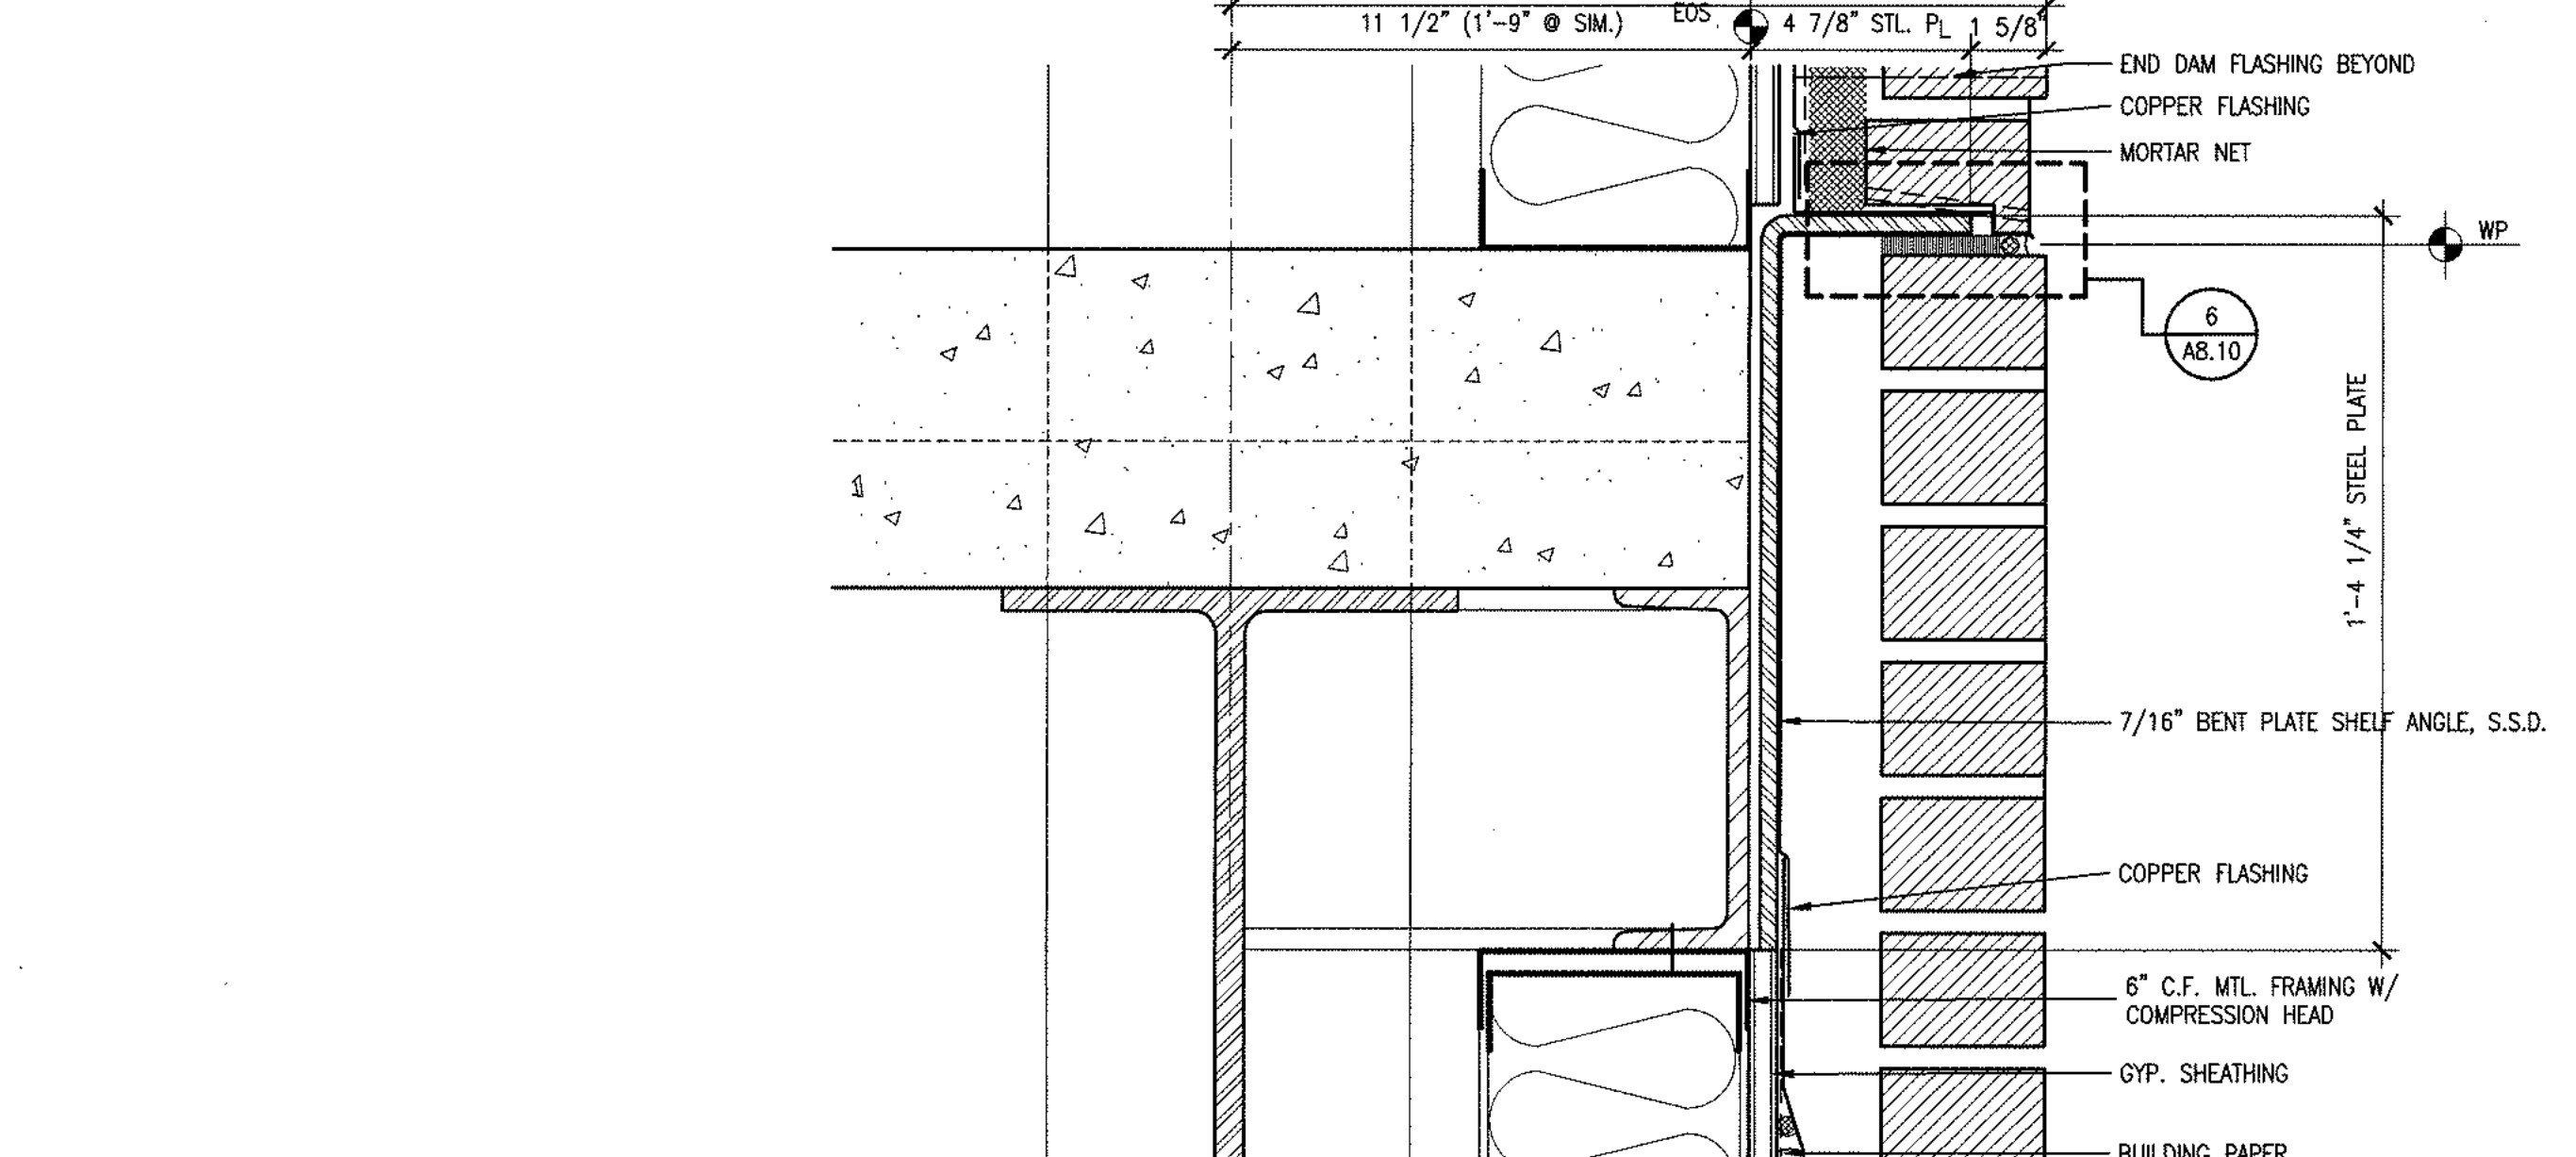 11 1/2" (1'-9" @ SIM.)
EOS
4 7/8" STL. PL
1 5/8"
END DAM FLASHING BEYOND
COPPER FLASHING
MORTAR NET
WP
6
A8.10
1'-4 1/4" STEEL PLATE
7/16" BENT PLATE SHELF ANGLE, S.S.D.
COPPER FLASHING
6" C.F. MTL. FRAMING W/
COMPRESSION HEAD
GYP. SHEATHING
BUILDING PAPER